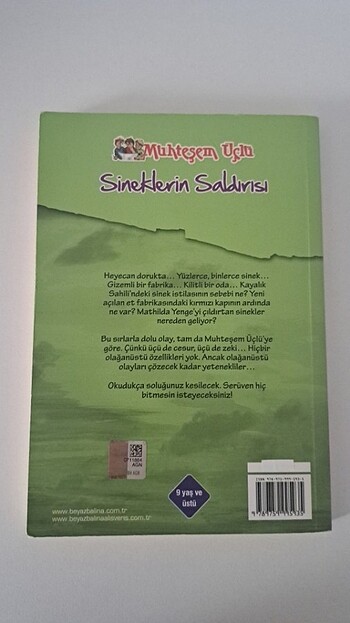 Muhteşem Üçlü
Sineklerin Saldırısı
Heyecan dorukta... Yüzlerce, binlerce sinek...
Gizemli bir fabrika... Kilitli bir oda... Kayalık
Sahili'ndeki sinek istilasının sebebi ne? Yeni
açılan et fabrikasındaki kırmızı kapının ardında
ne var? Mathilda Yenge'yi çıldırtan sinekler
nereden geliyor?
Bu sırlarla dolu olay, tam da Muhteşem Üçlü'ye
göre. Çünkü üçü de cesur, üçü de zeki... Hiçbir
olağanüstü özellikleri yok. Ancak olağanüstü
olayları çözecek kadar yetenekliler...
Okudukça soluğunuz kesilecek. Serüven hiç
bitmesin isteyeceksiniz!
9 yaş ve
üstü
www.beyazbalina.com.tr
www.beyazbalinaalisveris.com.tr